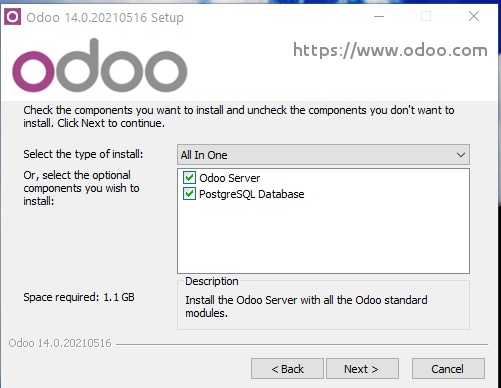 Odoo 14.0.20210516 Setup
odoo
https://www.odoo.com
Check the components you want to install and uncheck the components you don't want to
install. Click Next to continue.
Select the type of install:
All In One
Or, select the optional
components you wish to
install:
Odoo Server
PostgreSQL Database
Space required: 1.1 GB
Description
Install the Odoo Server with all the Odoo standard
modules.
Odoo 14.0.20210516
< Back
Next >
Cancel